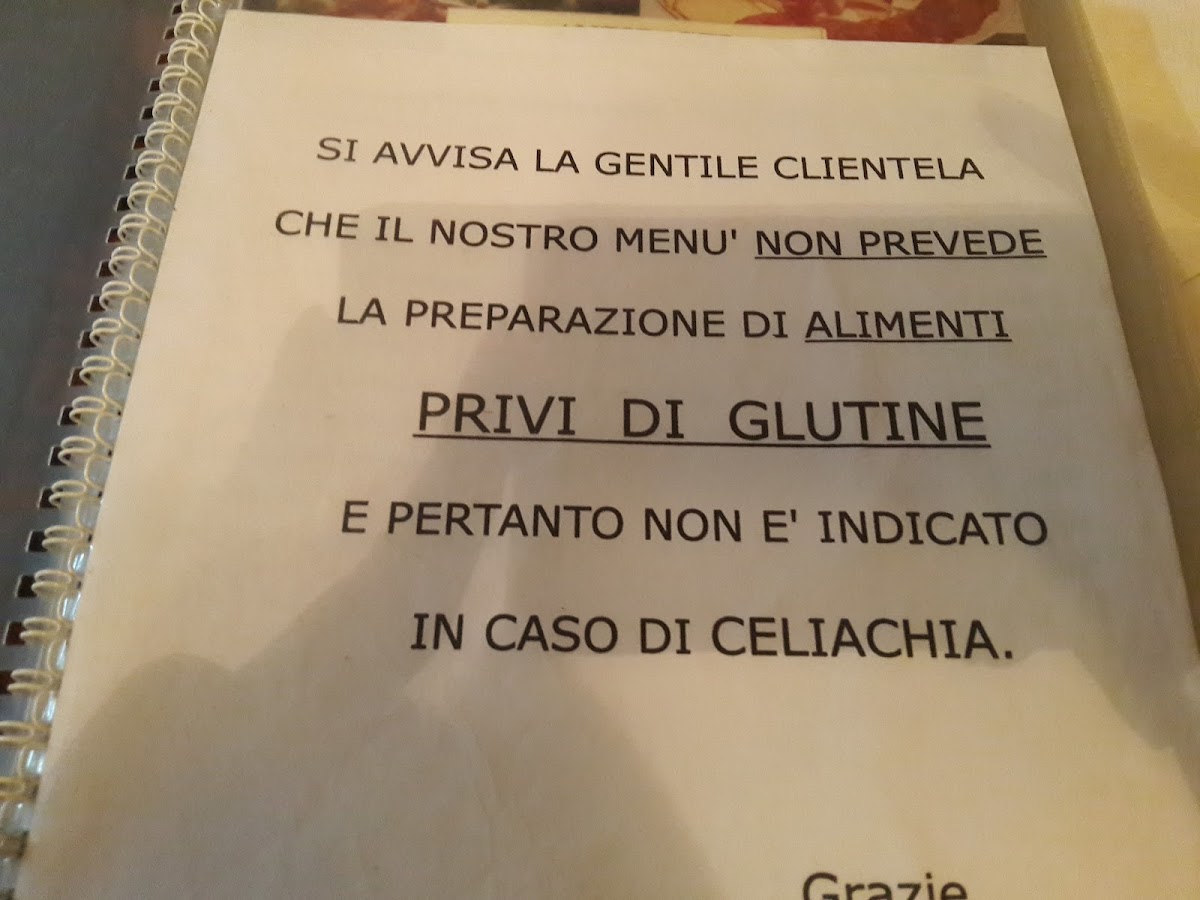 SI AVVISA LA GENTILE CLIENTELA
CHE IL NOSTRO MENU' NON PREVEDE
LA PREPARAZIONE DI ALIMENTI
PRIVI DI GLUTINE
E PERTANTO NON E' INDICATO
IN CASO DI CELIACHIA.
Grazie